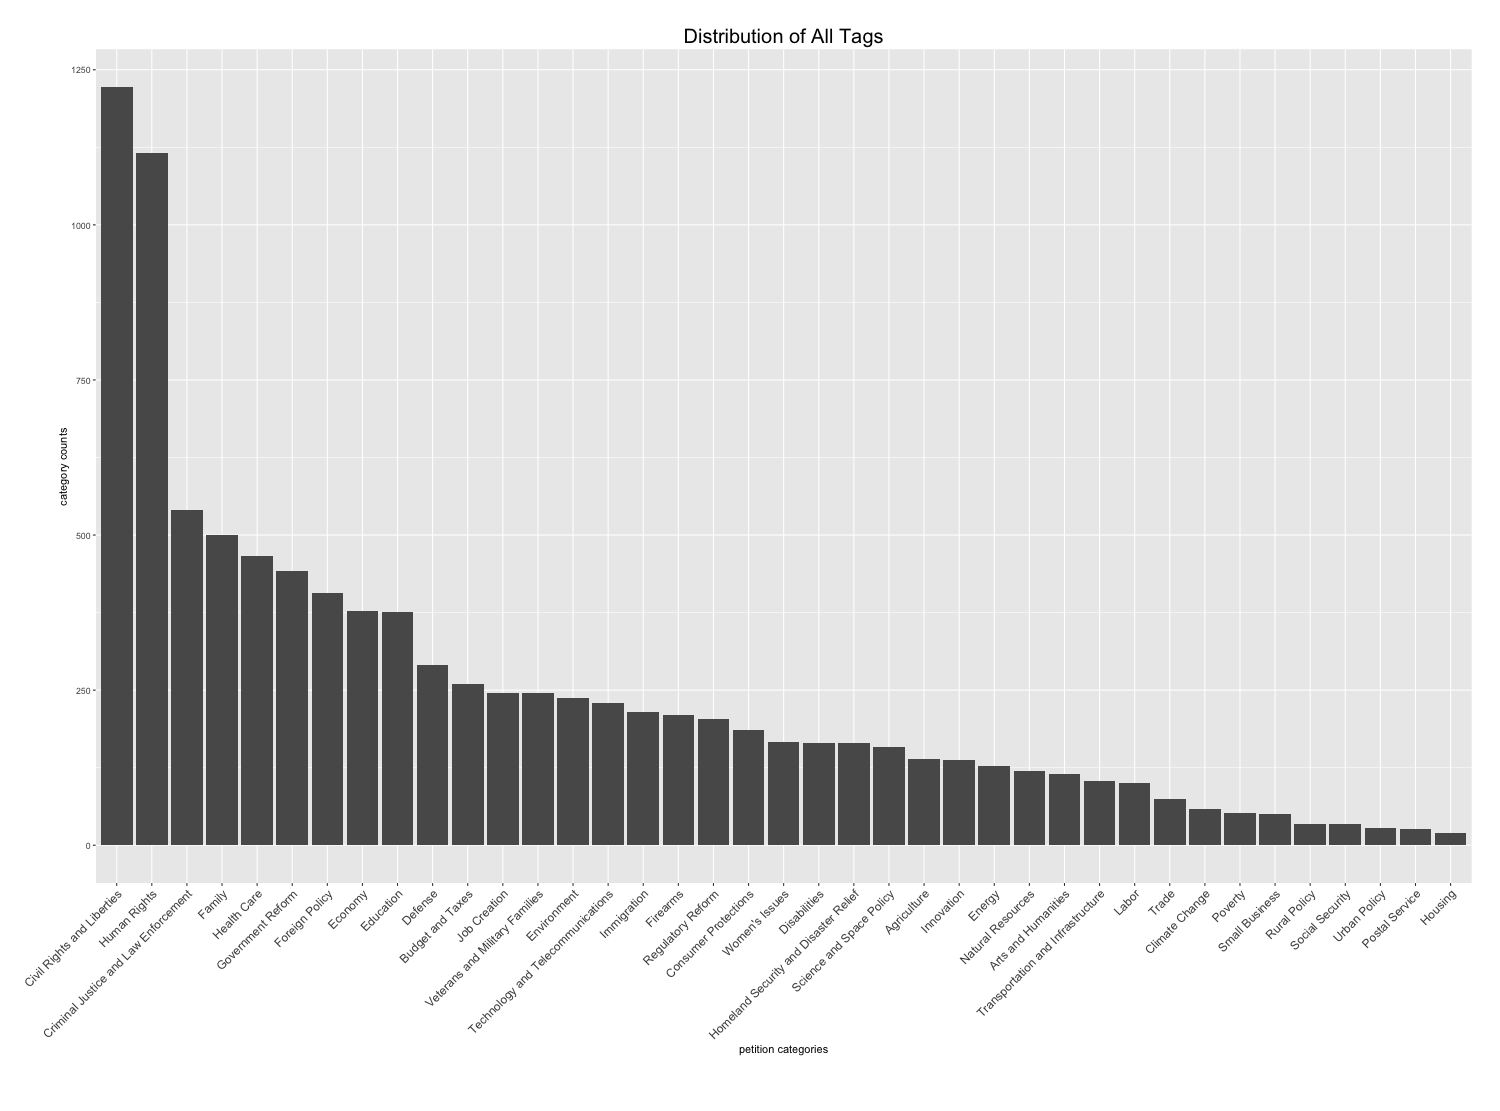 Distribution of All Tags
1250
1000
750
500
250
0
category counts
Civil Rights and Liberties
Human Rights
Criminal Justice and Law Enforcement
Family
Health Care
Government Reform
Foreign Policy
Economy
Education
Defense
Budget and Taxes
Job Creation
Veterans and Military Families
Environment
Technology and Telecommunications
Immigration
Firearms
Regulatory Reform
Consumer Protections
Women's Issues
Disabilities
Homeland Security and Disaster Relief
Science and Space Policy
Agriculture
Innovation
Energy
Natural Resources
Arts and Humanities
Transportation and Infrastructure
Labor
Trade
Climate Change
Poverty
Small Business
Rural Policy
Social Security
Urban Policy
Postal Service
Housing
petition categories